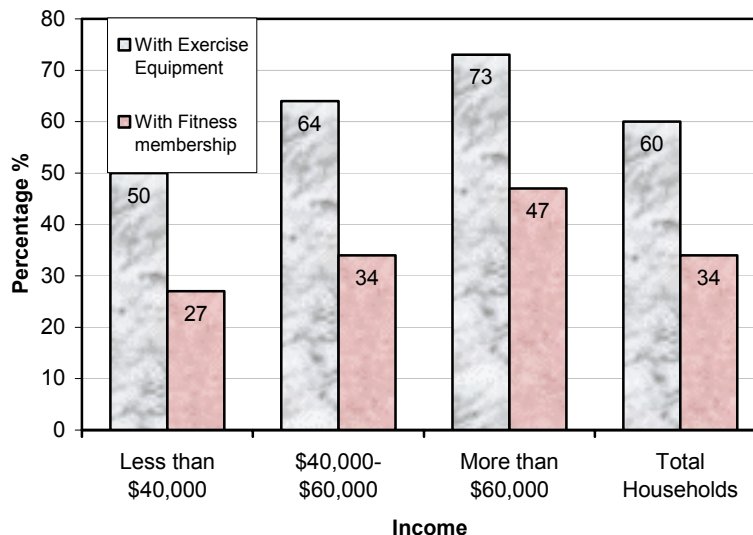 80
70
60
50
40
30
20
10
0
Percentage %
With Exercise
Equipment
With Fitness
membership
50
27
64
34
73
47
60
34
Less than
$40,000
$40,000-
$60,000
More than
$60,000
Total
Households
Income